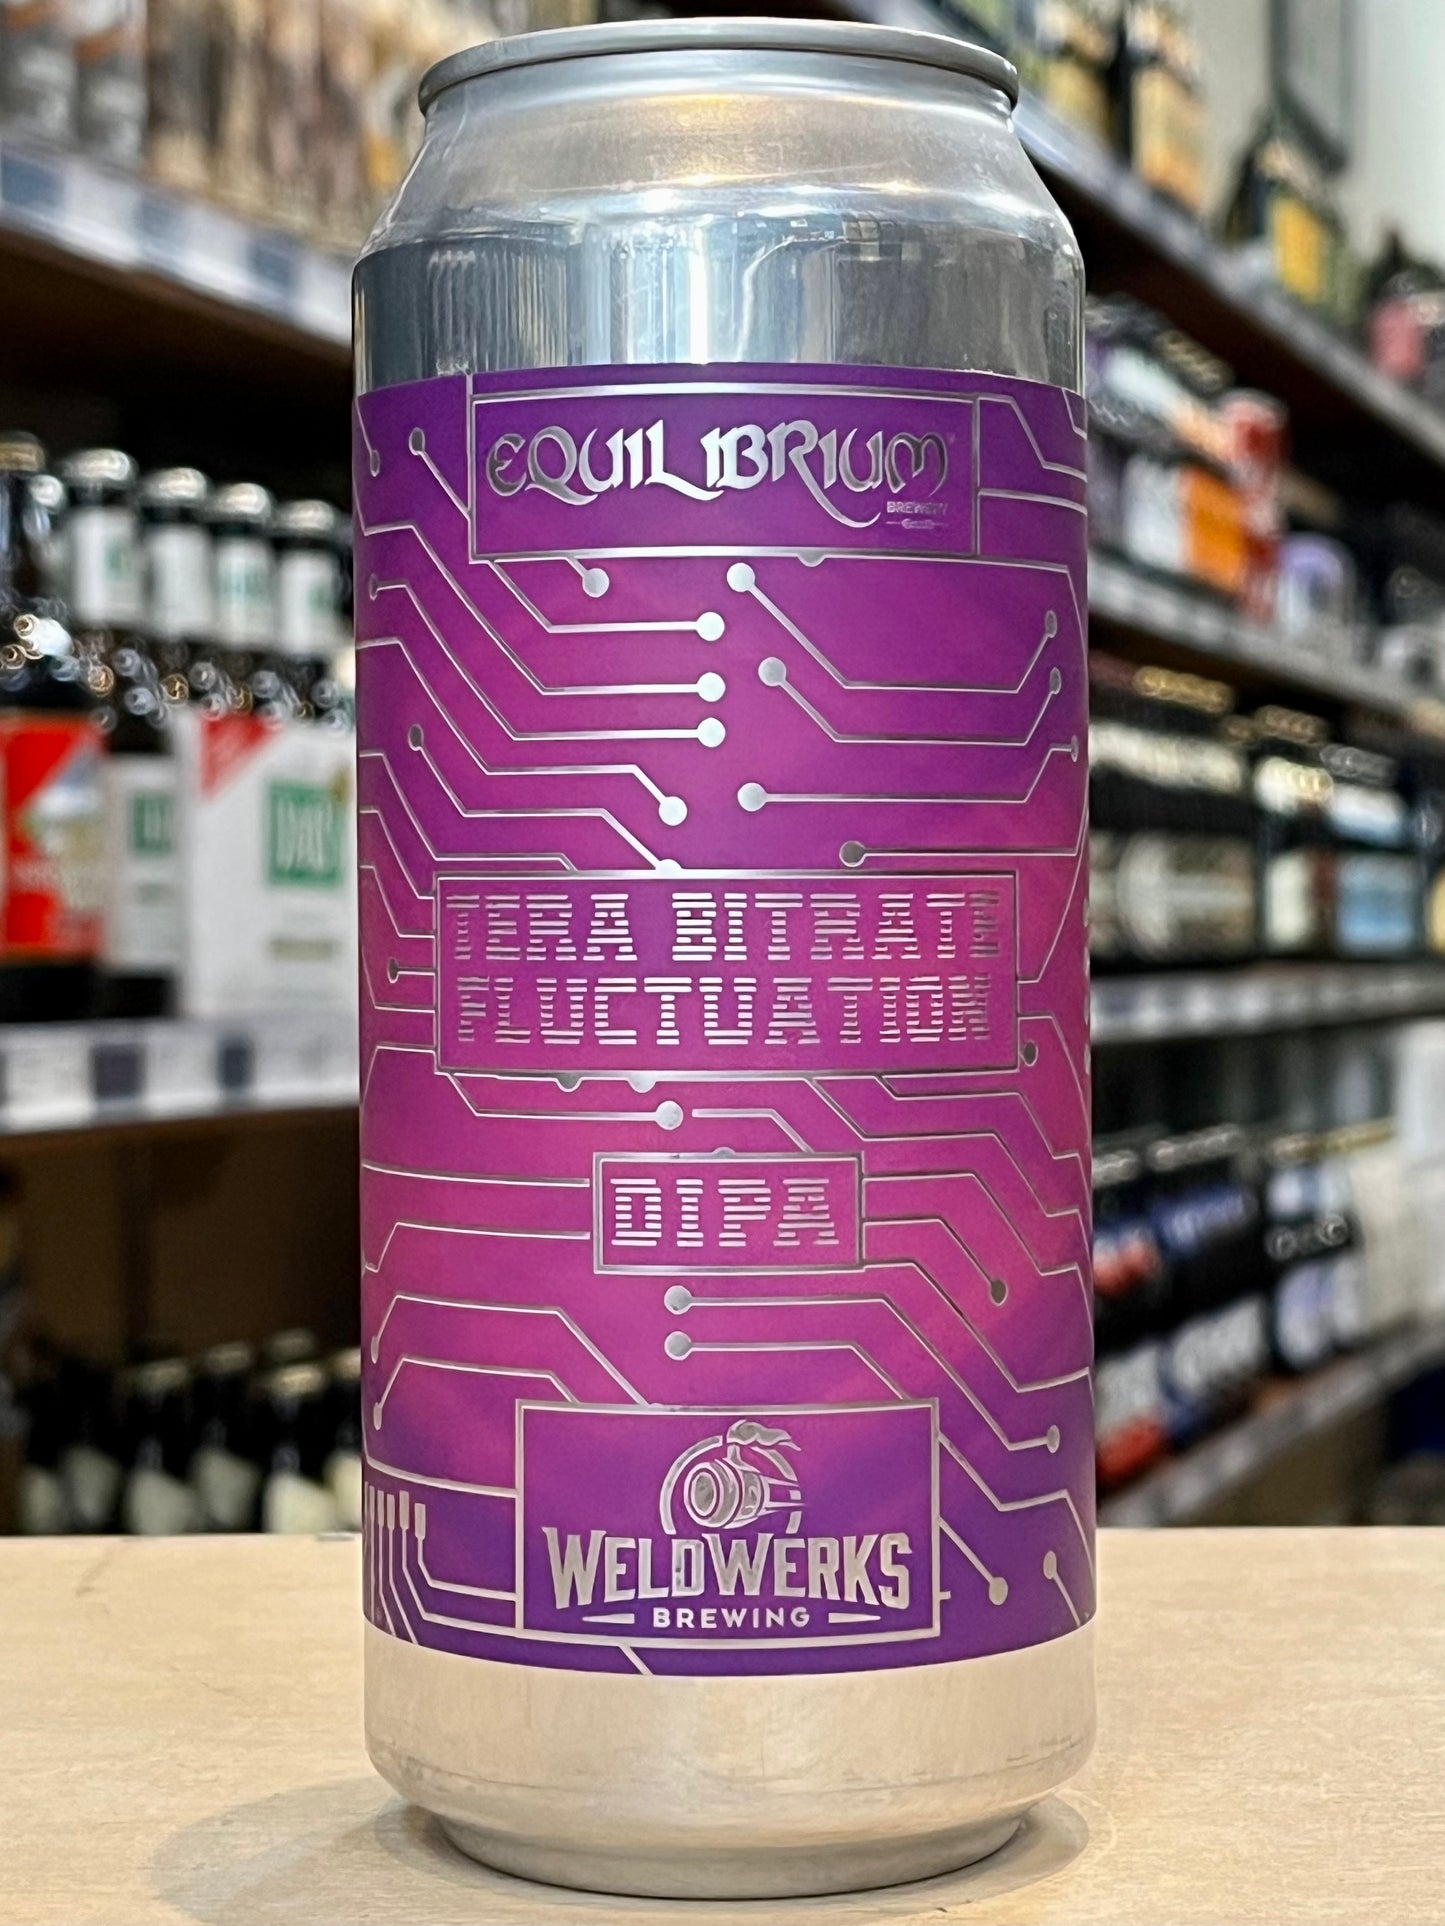 EQUILIBRIUM
BREWERY
TERA BITRATE
FLUCTUATION
DIPA
WELDWERKS
BREWING